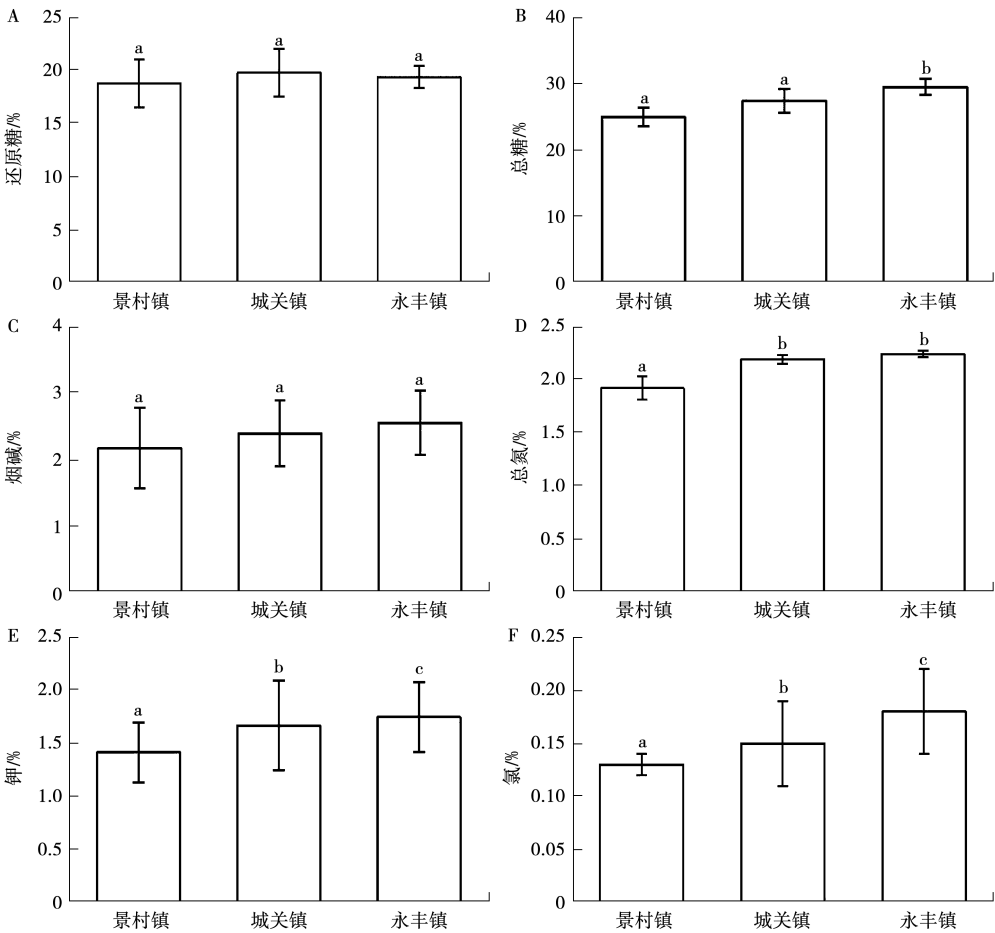 A
还原糖/%
25
20
15
10
5
0
a
a
a
景村镇
城关镇
永丰镇
B
总糖/%
40
30
20
10
0
a
a
b
景村镇
城关镇
永丰镇
C
烟碱/%
4
3
2
1
0
a
a
a
景村镇
城关镇
永丰镇
D
总氮/%
2.5
2.0
1.5
1.0
0.5
0
a
b
b
景村镇
城关镇
永丰镇
E
钾/%
2.5
2.0
1.5
1.0
0.5
0
a
b
c
景村镇
城关镇
永丰镇
F
氯/%
0.25
0.20
0.15
0.10
0.05
0
a
b
c
景村镇
城关镇
永丰镇